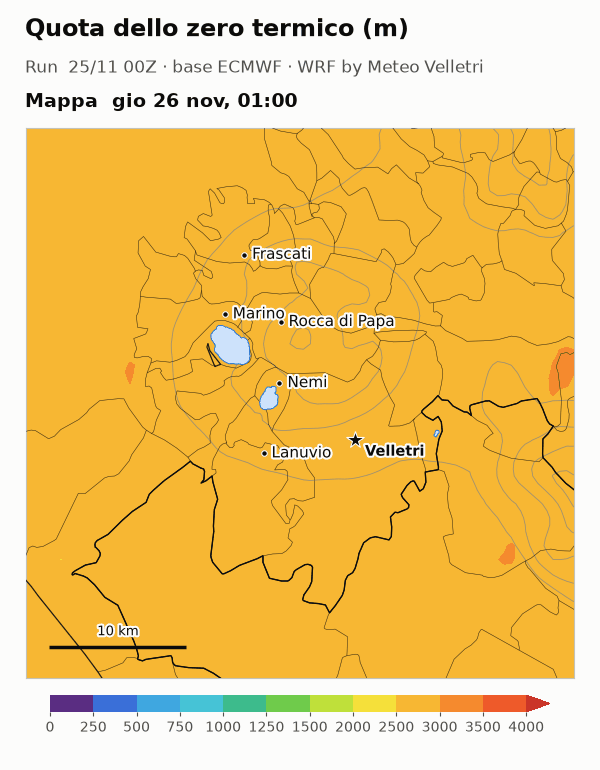 Quota dello zero termico (m)
Run  25/11 00Z · base ECMWF · WRF by Meteo Velletri
Mappa  gio 26 nov, 01:00
Frascati
Marino
Rocca di Papa
Nemi
Velletri
Lanuvio
10 km
0 250 500 750 1000 1250 1500 2000 2500 3000 3500 4000